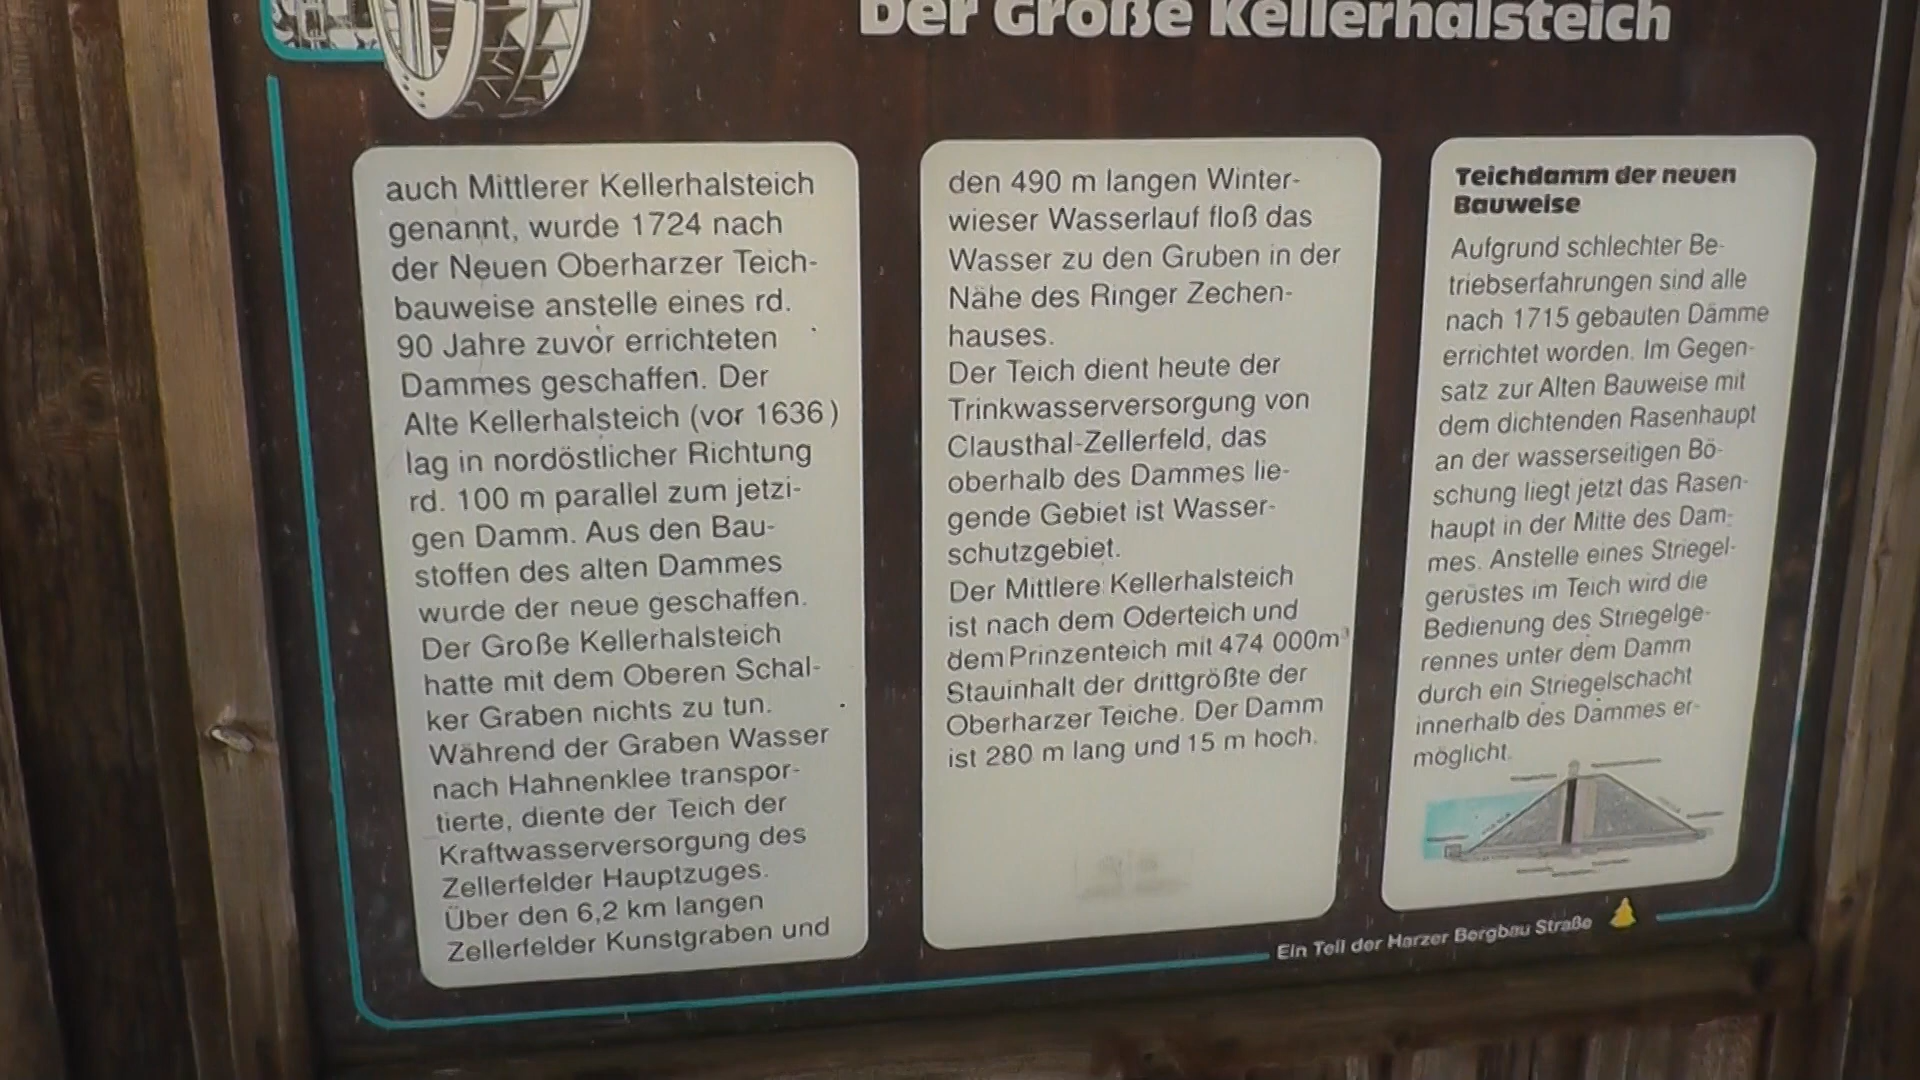 Der Große Kellerhalsteich
auch Mittlerer Kellerhalsteich
genannt, wurde 1724 nach
der Neuen Oberharzer Teich-
bauweise anstelle eines rd.
90 Jahre zuvor errichteten
Dammes geschaffen. Der
Alte Kellerhalsteich (vor 1636)
lag in nordöstlicher Richtung
rd. 100 m parallel zum jetzi-
gen Damm. Aus den Bau-
stoffen des alten Dammes
wurde der neue geschaffen.
Der Große Kellerhalsteich
hatte mit dem Oberen Schal-
ker Graben nichts zu tun.
Während der Graben Wasser
nach Hahnenklee transpor-
tierte, diente der Teich der
Kraftwasserversorgung des
Zellerfelder Hauptzuges.
Über den 6,2 km langen
Zellerfelder Kunstgraben und
den 490 m langen Winter-
wieser Wasserlauf floß das
Wasser zu den Gruben in der
Nähe des Ringer Zechen-
hauses.
Der Teich dient heute der
Trinkwasserversorgung von
Clausthal-Zellerfeld, das
oberhalb des Dammes lie-
gende Gebiet ist Wasser-
schutzgebiet.
Der Mittlere Kellerhalsteich
ist nach dem Oderteich und
dem Prinzenteich mit 474 000m³
Stauinhalt der drittgrößte der
Oberharzer Teiche. Der Damm
ist 280 m lang und 15 m hoch.
Teichdamm der neuen
Bauweise
Aufgrund schlechter Be-
triebserfahrungen sind alle
nach 1715 gebauten Dämme
errichtet worden. Im Gegen-
satz zur Alten Bauweise mit
dem dichtenden Rasenhaupt
an der wasserseitigen Bö-
schung liegt jetzt das Rasen-
haupt in der Mitte des Dam-
mes. Anstelle eines Striegel-
gerüstes im Teich wird die
Bedienung des Striegelge-
rennes unter dem Damm
durch ein Striegelschacht
innerhalb des Dammes er-
möglicht.
Ein Teil der Harzer Bergbau Straße